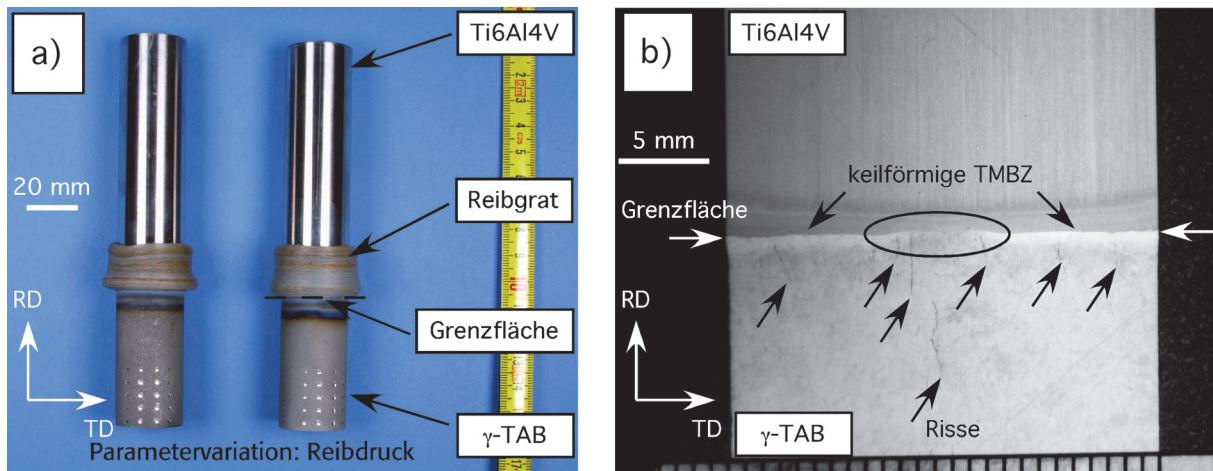 a)
Ti6Al4V
20 mm
Reibgrat
RD
Grenzfläche
TD
γ-TAB
Parametervariation: Reibdruck
b)
Ti6Al4V
5 mm
keilförmige TMBZ
Grenzfläche
RD
TD
γ-TAB
Risse